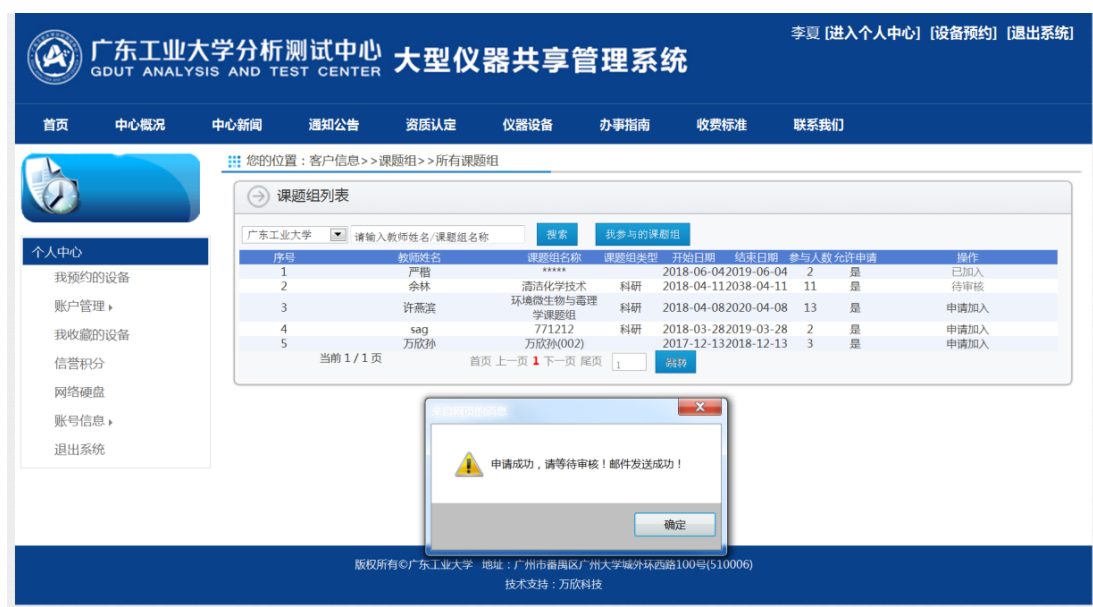 李夏 [进入个人中心] [设备预约] [退出系统]
广东工业大学分析测试中心 大型仪器共享管理系统
GDUT ANALYSIS AND TEST CENTER
首页 中心概况 中心新闻 通知公告 资质认定 仪器设备 办事指南 收费标准 联系我们
您的位置：客户信息>>课题组>>所有课题组
课题组列表
广东工业大学 请输入教师姓名/课题组名称 搜索 我参与的课题组
序号 教师姓名 课题组名称 课题组类型 开始日期 结束日期 参与人数 允许申请 操作
1 严楷 ***** 2018-06-04 2019-06-04 2 是 已加入
2 余林 清洁化学技术 科研 2018-04-11 2038-04-11 11 是 待审核
3 许燕滨 环境微生物与毒理学课题组 科研 2018-04-08 2020-04-08 13 是 申请加入
4 sag 771212 科研 2018-03-28 2019-03-28 2 是 申请加入
5 万欣孙 万欣孙(002) 2017-12-13 2018-12-13 3 是 申请加入
当前 1 / 1 页 首页 上一页 1 下一页 尾页 1 跳转
个人中心
我预约的设备
账户管理
我收藏的设备
信誉积分
网络硬盘
账号信息
退出系统
申请成功，请等待审核！邮件发送成功！
确定
版权所有©广东工业大学 地址：广州市番禺区广州大学城外环西路100号(510006)
技术支持：万欣科技